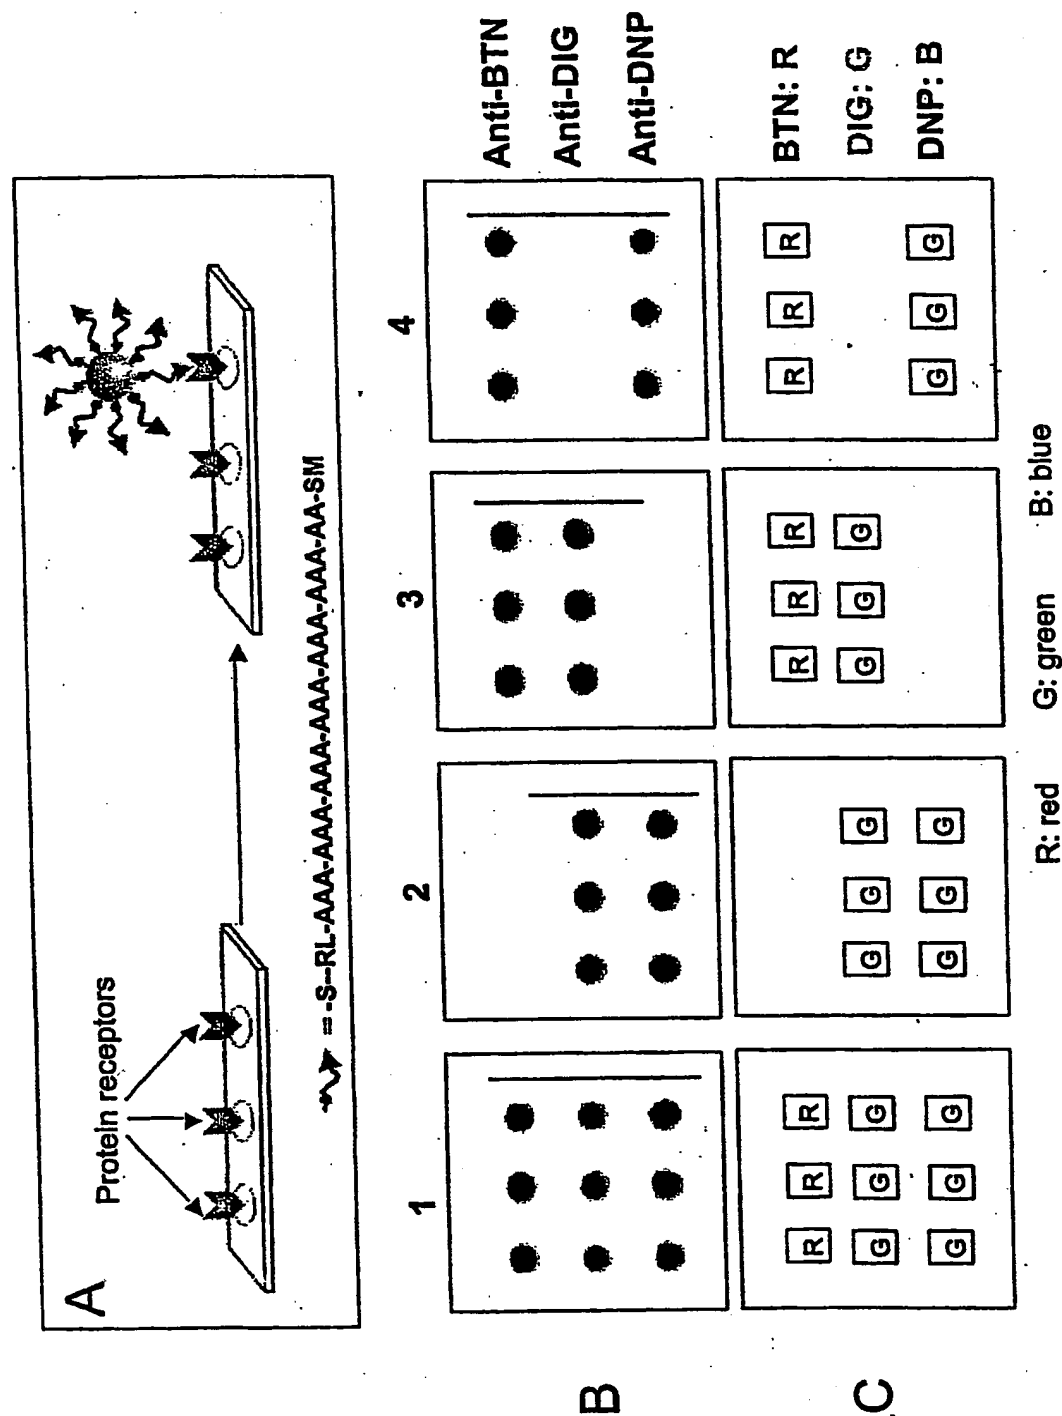 A
Protein receptors
= -S--RL-AAA-AAA-AAA-AAA-AAA-AAA-AA-SM
1 2 3 4
B
Anti-BTN
Anti-DIG
Anti-DNP
C
R R R
G G G
G G G
G G G
G G G
R R R
G G G
R R R
G G G
BTN: R
DIG: G
DNP: B
R: red G: green B: blue